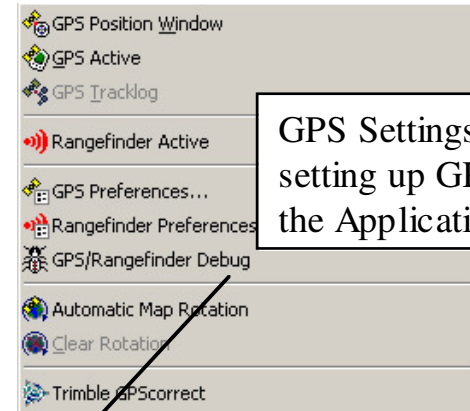 GPS Position Window
GPS Active
GPS Tracklog
Rangefinder Active
GPS Settings
setting up
the
GPS Preferences...
Rangefinder Preferences
GPS/Rangefinder Debug
Automatic Map Rotation
Clear Rotation
Trimble GPScorrect